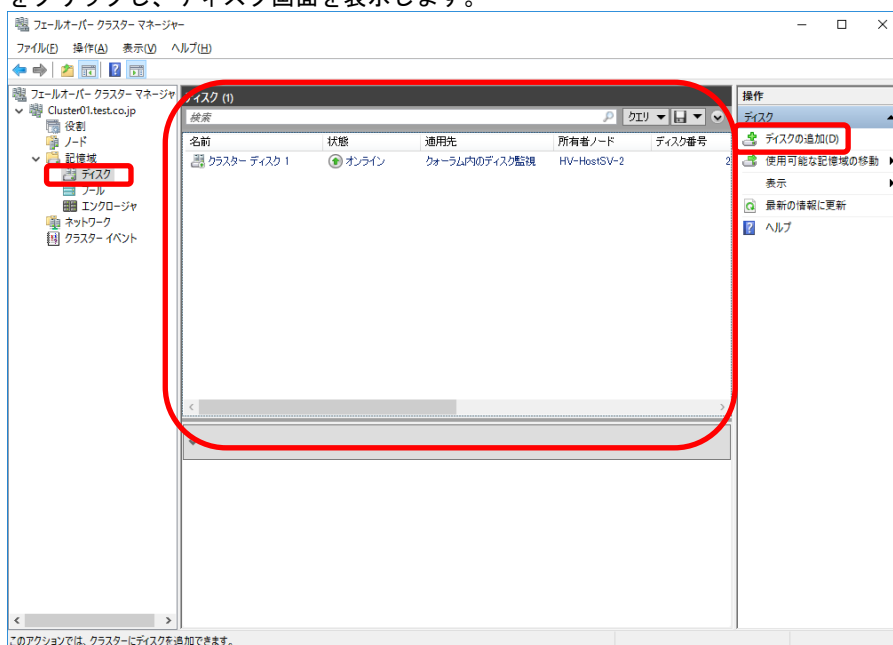 をクリックし、ディスク画面を表示します。
フェールオーバー クラスター マネージャー
ファイル(F) 操作(A) 表示(V) ヘルプ(H)
フェールオーバー クラスター マネージャ
Cluster01.test.co.jp
役割
ノード
記憶域
ディスク
プール
エンクロージャ
ネットワーク
クラスター イベント
ディスク (1)
検索 クエリ
名前 状態 適用先 所有者ノード ディスク番号
クラスター ディスク 1 オンライン クォーラム内のディスク監視 HV-HostSV-2 2
操作
ディスク
ディスクの追加(D)
使用可能な記憶域の移動
表示
最新の情報に更新
ヘルプ
このアクションでは、クラスターにディスクを追加できます。